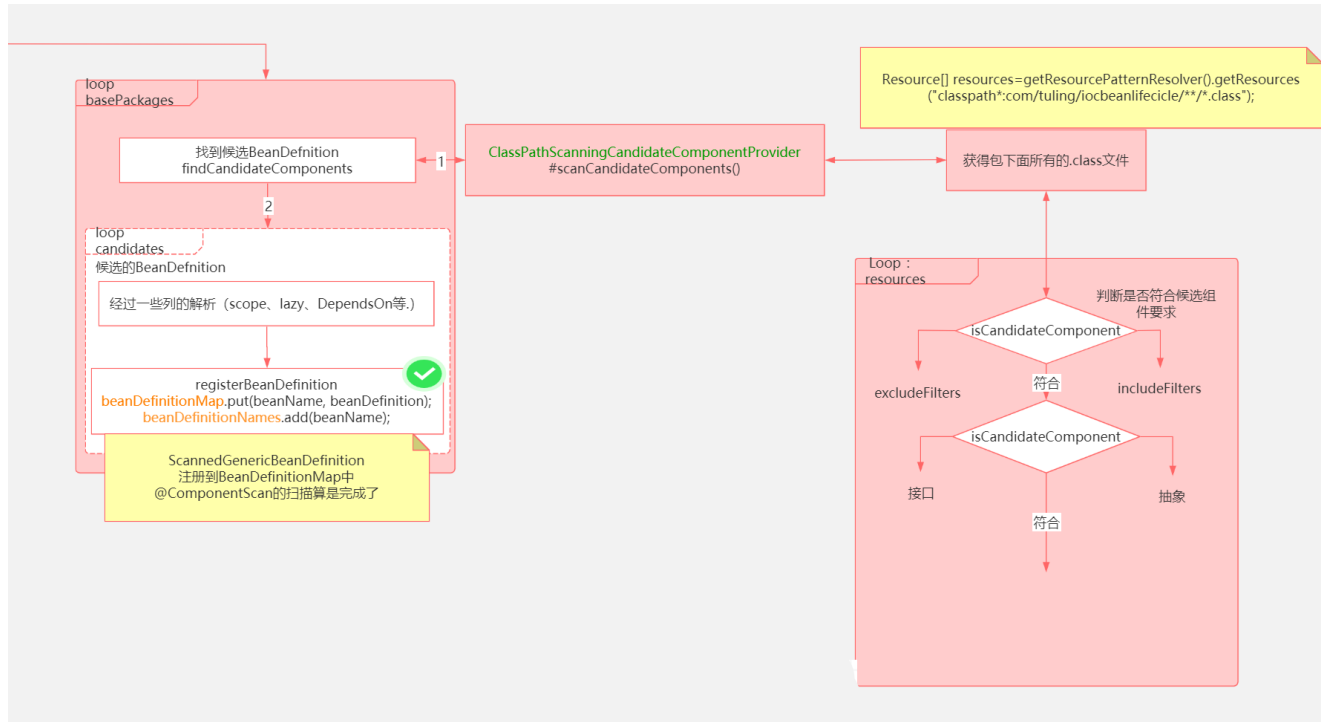 loop
basePackages
找到候选BeanDefnition
findCandidateComponents
1
ClassPathScanningCandidateComponentProvider
#scanCandidateComponents()
Resource[] resources=getResourcePatternResolver().getResources
("classpath*:com/tuling/iocbeanlifecicle/**/*.class");
获得包下面所有的.class文件
2
loop
candidates
候选的BeanDefnition
经过一些列的解析（scope、lazy、DependsOn等.）
registerBeanDefinition
beanDefinitionMap.put(beanName, beanDefinition);
beanDefinitionNames.add(beanName);
ScannedGenericBeanDefinition
注册到BeanDefinitionMap中
@ComponentScan的扫描算是完成了
Loop：
resources
判断是否符合候选组
件要求
isCandidateComponent
excludeFilters
符合
includeFilters
isCandidateComponent
接口
抽象
符合